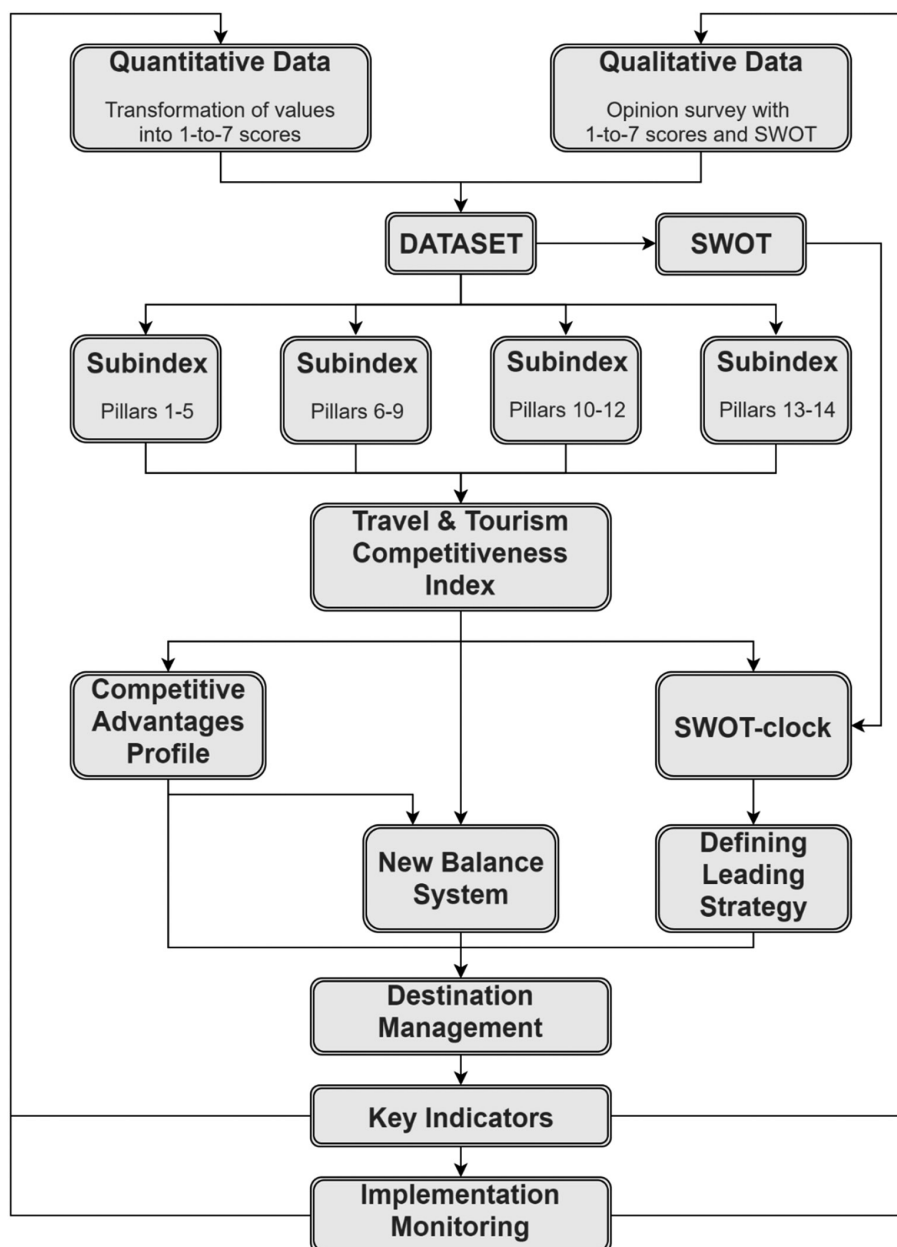 Quantitative Data
Transformation of values
into 1-to-7 scores
Qualitative Data
Opinion survey with
1-to-7 scores and SWOT
DATASET
SWOT
Subindex
Pillars 1-5
Subindex
Pillars 6-9
Subindex
Pillars 10-12
Subindex
Pillars 13-14
Travel & Tourism
Competitiveness
Index
Competitive
Advantages
Profile
SWOT-clock
New Balance
System
Defining
Leading
Strategy
Destination
Management
Key Indicators
Implementation
Monitoring